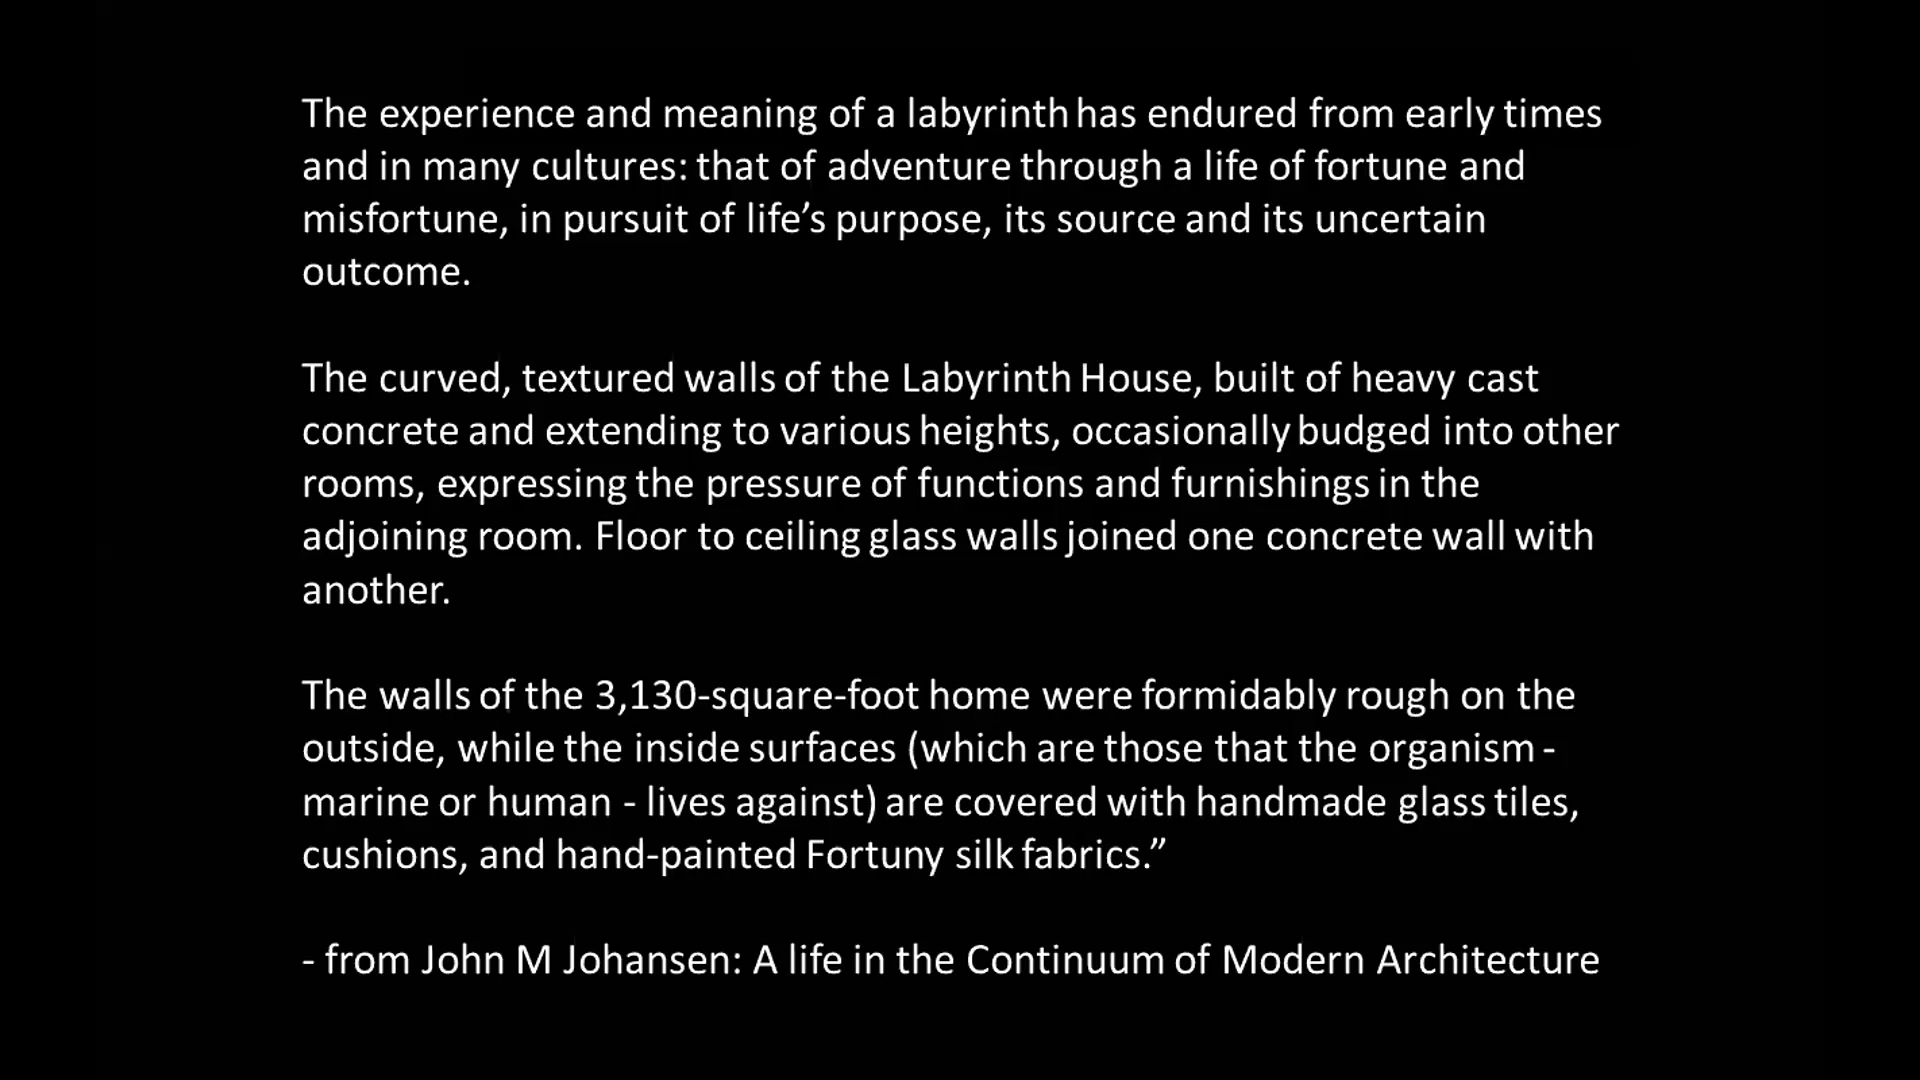 The experience and meaning of a labyrinth has endured from early times
and in many cultures: that of adventure through a life of fortune and
misfortune, in pursuit of life’s purpose, its source and its uncertain
outcome.
The curved, textured walls of the Labyrinth House, built of heavy cast
concrete and extending to various heights, occasionally budged into other
rooms, expressing the pressure of functions and furnishings in the
adjoining room. Floor to ceiling glass walls joined one concrete wall with
another.
The walls of the 3,130-square-foot home were formidably rough on the
outside, while the inside surfaces (which are those that the organism -
marine or human - lives against) are covered with handmade glass tiles,
cushions, and hand-painted Fortuny silk fabrics.”
- from John M Johansen: A life in the Continuum of Modern Architecture